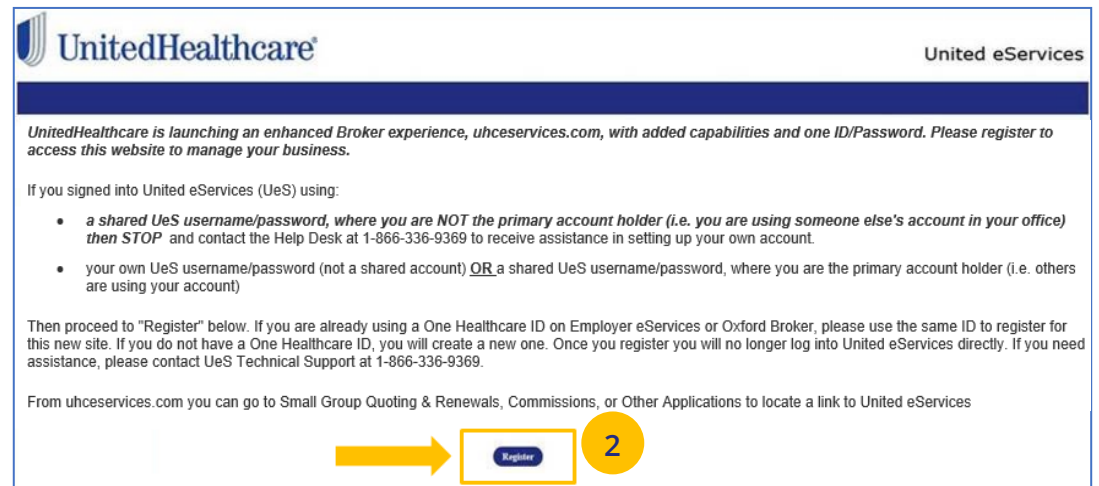 UnitedHealthcare®
United eServices
UnitedHealthcare is launching an enhanced Broker experience, uhceservices.com, with added capabilities and one ID/Password. Please register to
access this website to manage your business.
If you signed into United eServices (UeS) using:
• a shared UeS username/password, where you are NOT the primary account holder (i.e. you are using someone else's account in your office)
then STOP and contact the Help Desk at 1-866-336-9369 to receive assistance in setting up your own account.
• your own UeS username/password (not a shared account) OR a shared UeS username/password, where you are the primary account holder (i.e. others
are using your account)
Then proceed to "Register" below. If you are already using a One Healthcare ID on Employer eServices or Oxford Broker, please use the same ID to register for
this new site. If you do not have a One Healthcare ID, you will create a new one. Once you register you will no longer log into United eServices directly. If you need
assistance, please contact UeS Technical Support at 1-866-336-9369.
From uhceservices.com you can go to Small Group Quoting & Renewals, Commissions, or Other Applications to locate a link to United eServices
Register
2